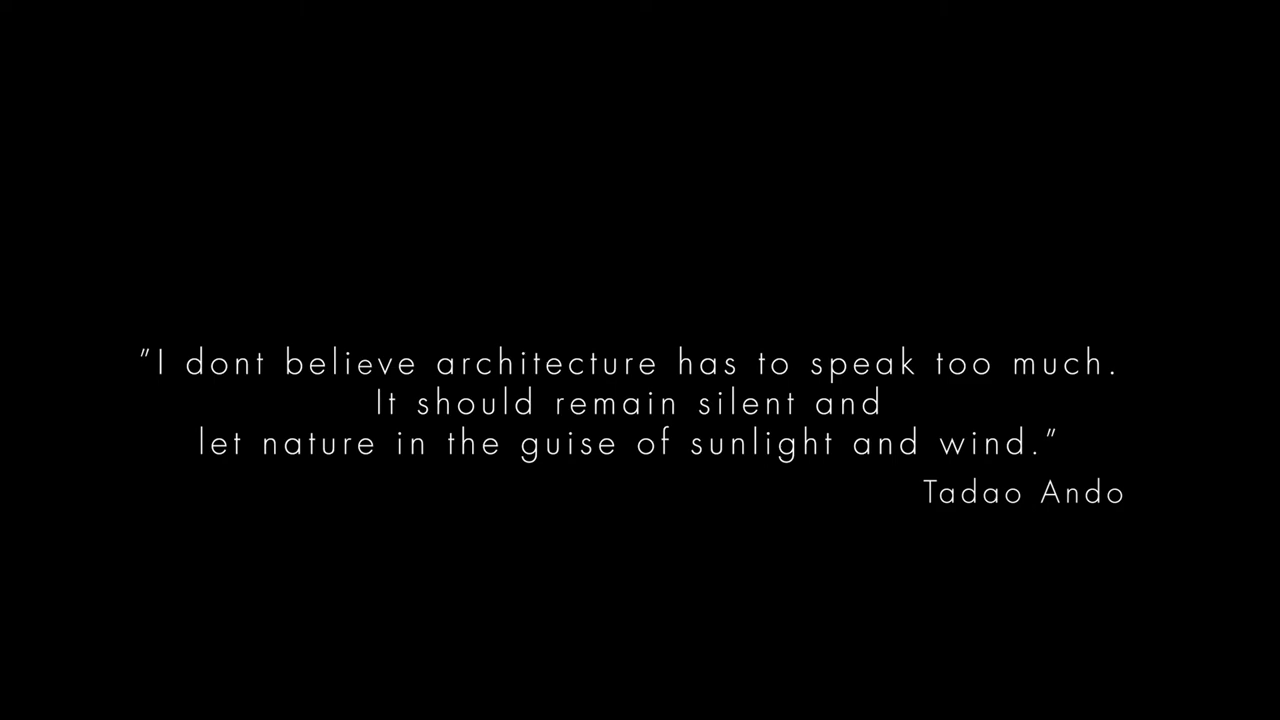 "I dont believe architecture has to speak too much.
It should remain silent and
let nature in the guise of sunlight and wind."
Tadao Ando